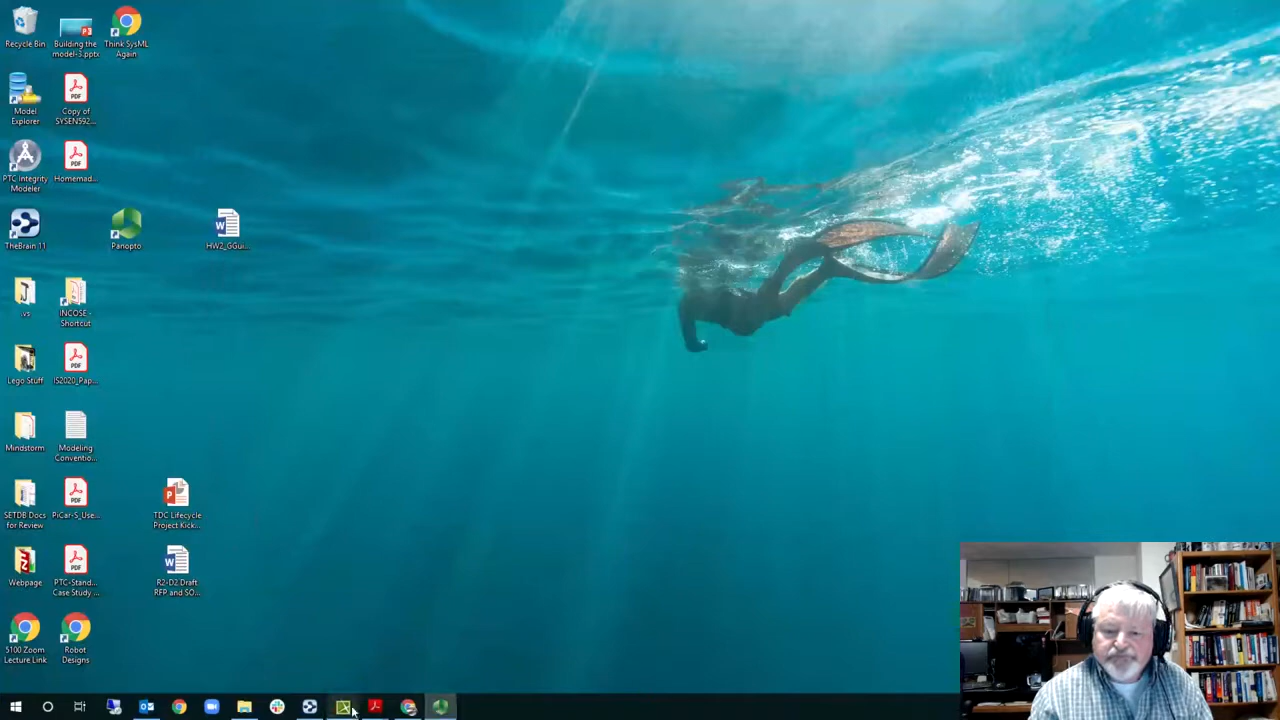 Recycle Bin
Building the
model-3.pptx
Think SysML
Again
Model
Explorer
Copy of
SYSEN592...
PTC Integrity
Modeler
Homemad...
TheBrain 11
Panopto
HW2_GGui...
.vs
INCOSE -
Shortcut
Lego Stuff
IS2020_Pap...
Mindstorm
Modeling
Conventio...
SETDB Docs
for Review
PiCar-S_Use...
TDC Lifecycle
Project Kick...
Webpage
PTC-Stand...
Case Study ...
R2-D2 Draft
RFP and SO...
5100 Zoom
Lecture Link
Robot
Designs